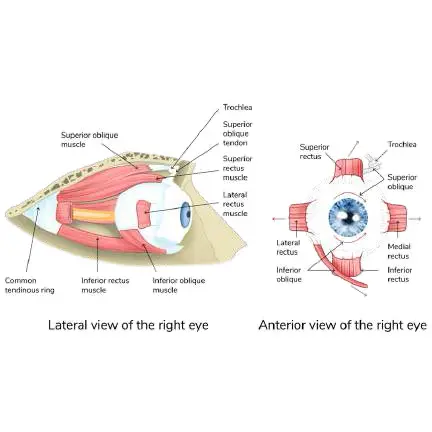 Trochlea
Superior
oblique
tendon
Superior oblique
muscle
Superior
rectus
muscle
Lateral
rectus
muscle
Common
tendinous ring
Inferior rectus
muscle
Inferior oblique
muscle
Lateral view of the right eye
Superior
rectus
Trochlea
Superior
oblique
Lateral
rectus
Medial
rectus
Inferior
oblique
Inferior
rectus
Anterior view of the right eye